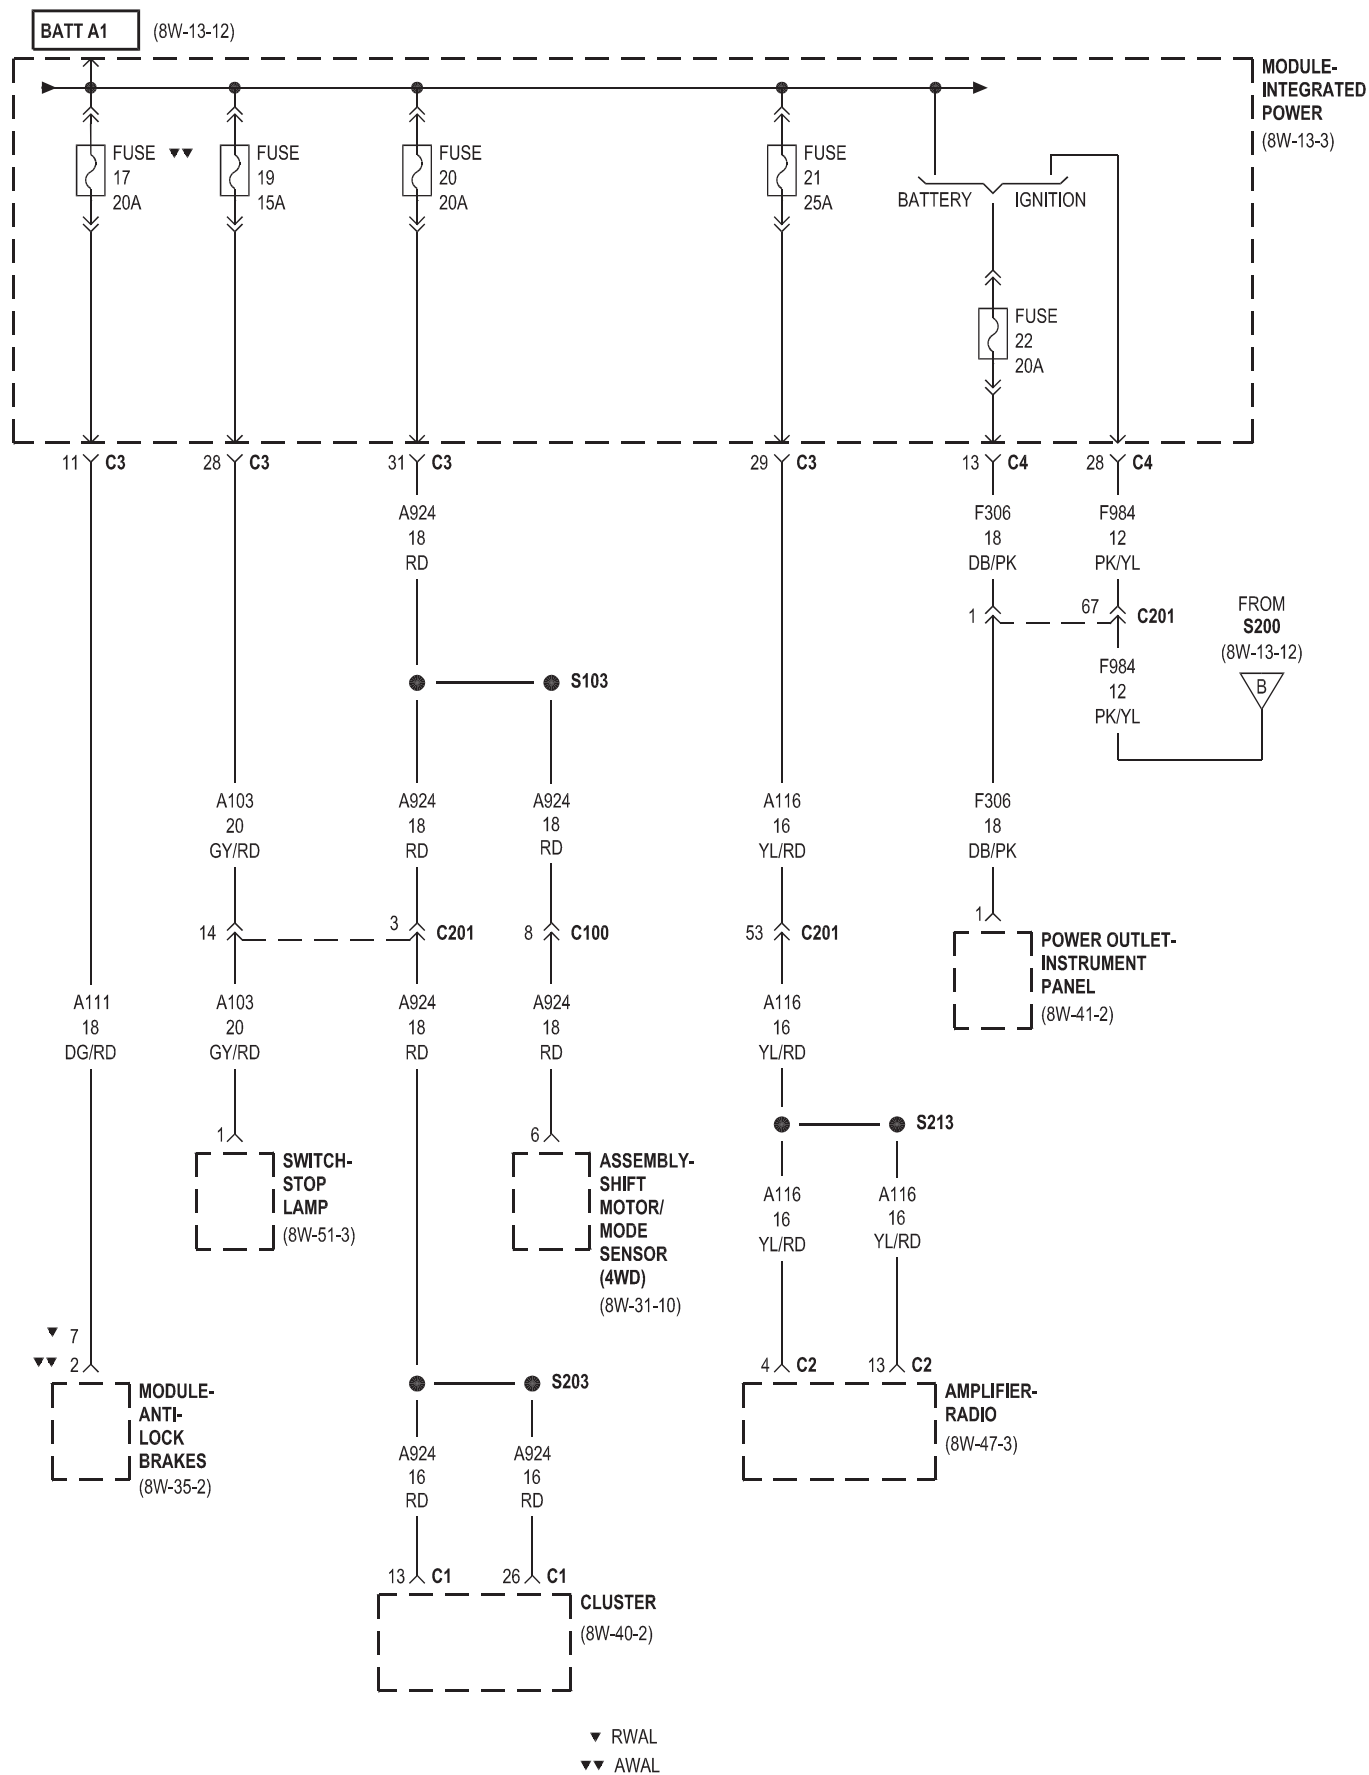 BATT A1 (8W-13-12)
MODULE-
INTEGRATED
POWER
(8W-13-3)
FUSE
17
20A
FUSE
19
15A
FUSE
20
20A
FUSE
21
25A
BATTERY IGNITION
FUSE
22
20A
11 C3
28 C3
31 C3
29 C3
13 C4
28 C4
A924
18
RD
F306
18
DB/PK
F984
12
PK/YL
1
67 C201
FROM
S200
(8W-13-12)
B
F984
12
PK/YL
S103
A103
20
GY/RD
A924
18
RD
A924
18
RD
A116
16
YL/RD
F306
18
DB/PK
14
3 C201
8 C100
53 C201
1
POWER OUTLET-
INSTRUMENT
PANEL
(8W-41-2)
A111
18
DG/RD
A103
20
GY/RD
A924
18
RD
A924
18
RD
A116
16
YL/RD
S213
1
SWITCH-
STOP
LAMP
(8W-51-3)
6
ASSEMBLY-
SHIFT
MOTOR/
MODE
SENSOR
(4WD)
(8W-31-10)
A116
16
YL/RD
A116
16
YL/RD
7
2
MODULE-
ANTI-
LOCK
BRAKES
(8W-35-2)
S203
4 C2
13 C2
AMPLIFIER-
RADIO
(8W-47-3)
A924
16
RD
A924
16
RD
13 C1
26 C1
CLUSTER
(8W-40-2)
▼ RWAL
▼▼ AWAL